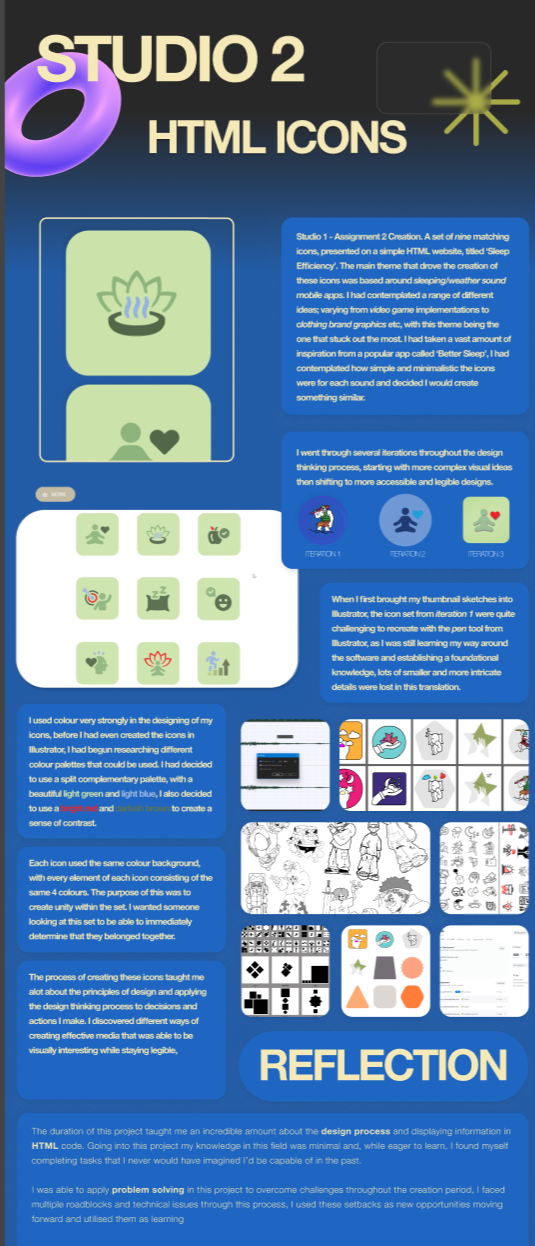 STUDIO 2
HTML ICONS
Studio 1 - Assignment 2 Creation. A set of nine matching
icons, presented on a simple HTML website, titled 'Sleep
Efficiency'. The main theme that drove the creation of
these icons was based around sleeping/weather sound
mobile apps. I had contemplated a range of different
ideas; varying from video game implementations to
clothing brand graphics etc, with this theme being the
one that stuck out the most. I had taken a vast amount of
inspiration from a popular app called 'Better Sleep', I had
contemplated how simple and minimalistic the icons
were for each sound and decided I would create
something similar.
I went through several iterations throughout the design
thinking process, starting with more complex visual ideas
then shifting to more accessible and legible designs.
ITERATION 1
ITERATION 2
ITERATION 3
When I first brought my thumbnail sketches into
Illustrator, the icon set from iteration 1 were quite
challenging to recreate with the pen tool from
Illustrator, as I was still learning my way around
the software and establishing a foundational
knowledge, lots of smaller and more intricate
details were lost in this translation.
I used colour very strongly in the designing of my
icons, before I had even created the icons in
Illustrator, I had begun researching different
colour palettes that could be used. I had decided
to use a split complementary palette, with a
beautiful light green and light blue, I also decided
to use a bright red and darkish brown to create a
sense of contrast.
Each icon used the same colour background,
with every element of each icon consisting of the
same 4 colours. The purpose of this was to
create unity within the set. I wanted someone
looking at this set to be able to immediately
determine that they belonged together.
The process of creating these icons taught me
alot about the principles of design and applying
the design thinking process to decisions and
actions I make. I discovered different ways of
creating effective media that was able to be
visually interesting while staying legible,
REFLECTION
The duration of this project taught me an incredible amount about the design process and displaying information in
HTML code. Going into this project my knowledge in this field was minimal and, while eager to learn, I found myself
completing tasks that I never would have imagined I'd be capable of in the past.
I was able to apply problem solving in this project to overcome challenges throughout the creation period, I faced
multiple roadblocks and technical issues through this process, I used these setbacks as new opportunities moving
forward and utilised them as learning